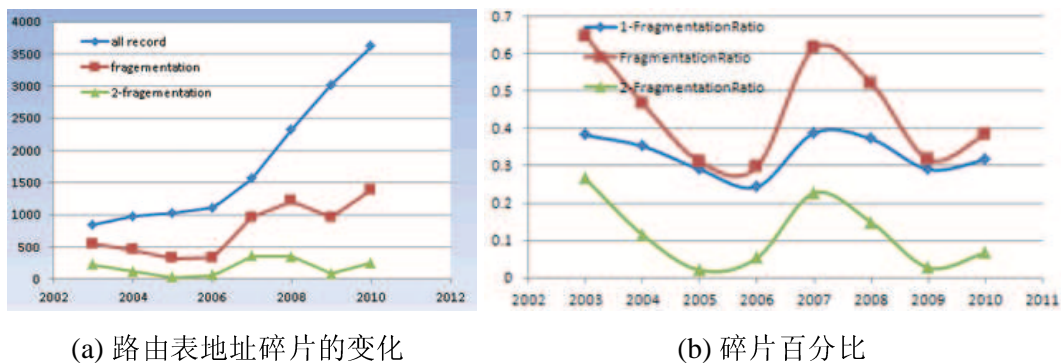 4000
3500
3000
2500
2000
1500
1000
500
0
all record
fragementation
2-fragementation
2002 2004 2006 2008 2010 2012
0.7
0.6
0.5
0.4
0.3
0.2
0.1
0
1-FragmentationRatio
FragmentationRatio
2-FragmentationRatio
2002 2003 2004 2005 2006 2007 2008 2009 2010 2011
(a) 路由表地址碎片的变化
(b) 碎片百分比